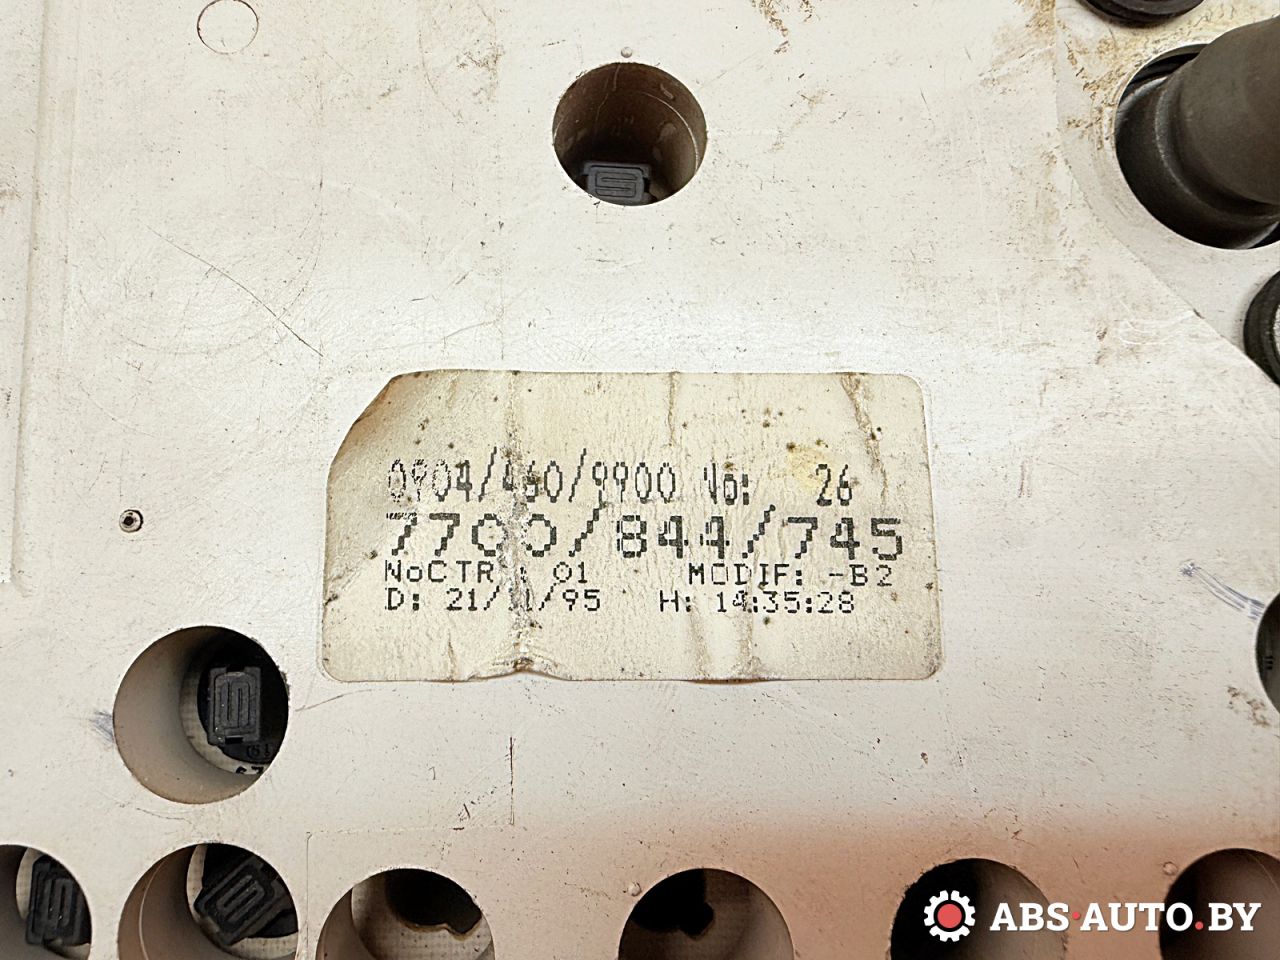 0904/460/9900 No: 26
7700/844/745
NoCTR : 01 MODIF: -B2
D: 21/11/95 H: 14:35:28
ABS·AUTO.BY